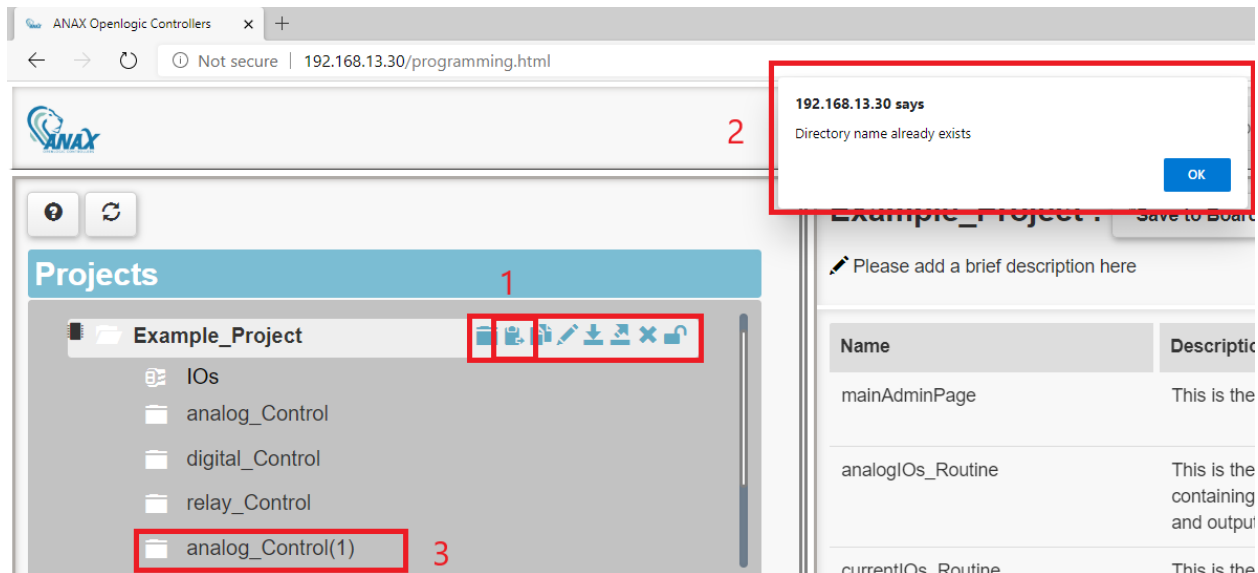 ANAX Openlogic Controllers
Not secure | 192.168.13.30/programming.html
192.168.13.30 says
Directory name already exists
OK
ANAX
2
Example_Project :
Save to Board
Projects
1
Please add a brief description here
Example_Project
Name
Descriptio
IOs
mainAdminPage
This is the
analog_Control
digital_Control
analogIOs_Routine
This is the
containing
and output
relay_Control
analog_Control(1)
3
currentIOs_Routine
This is the